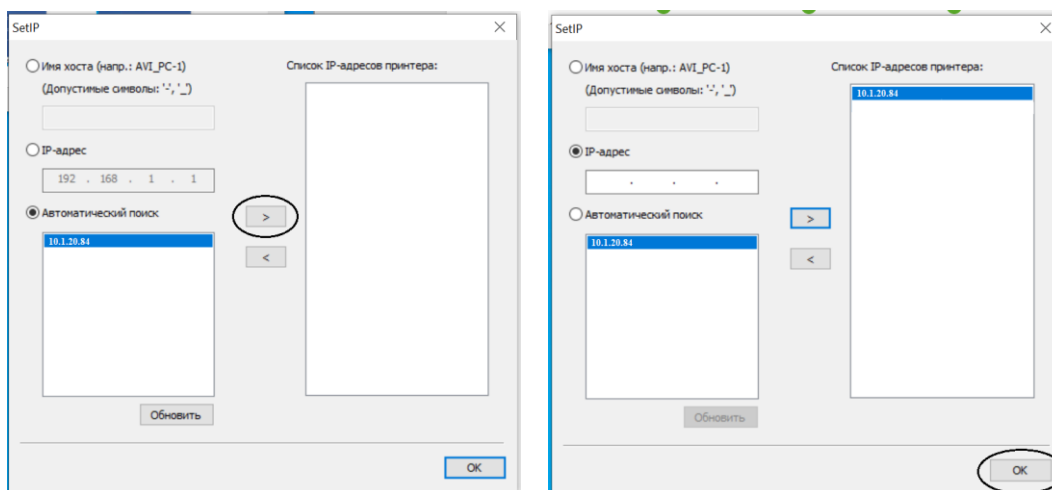 SetIP
Имя хоста (напр.: AVI_PC-1)
(Допустимые символы: '-', '_')
IP-адрес
192 . 168 . 1 . 1
Автоматический поиск
10.1.20.84
Обновить
>
<
Список IP-адресов принтера:
OK
SetIP
Имя хоста (напр.: AVI_PC-1)
(Допустимые символы: '-', '_')
IP-адрес
. . .
Автоматический поиск
10.1.20.84
Обновить
>
<
Список IP-адресов принтера:
10.1.20.84
OK